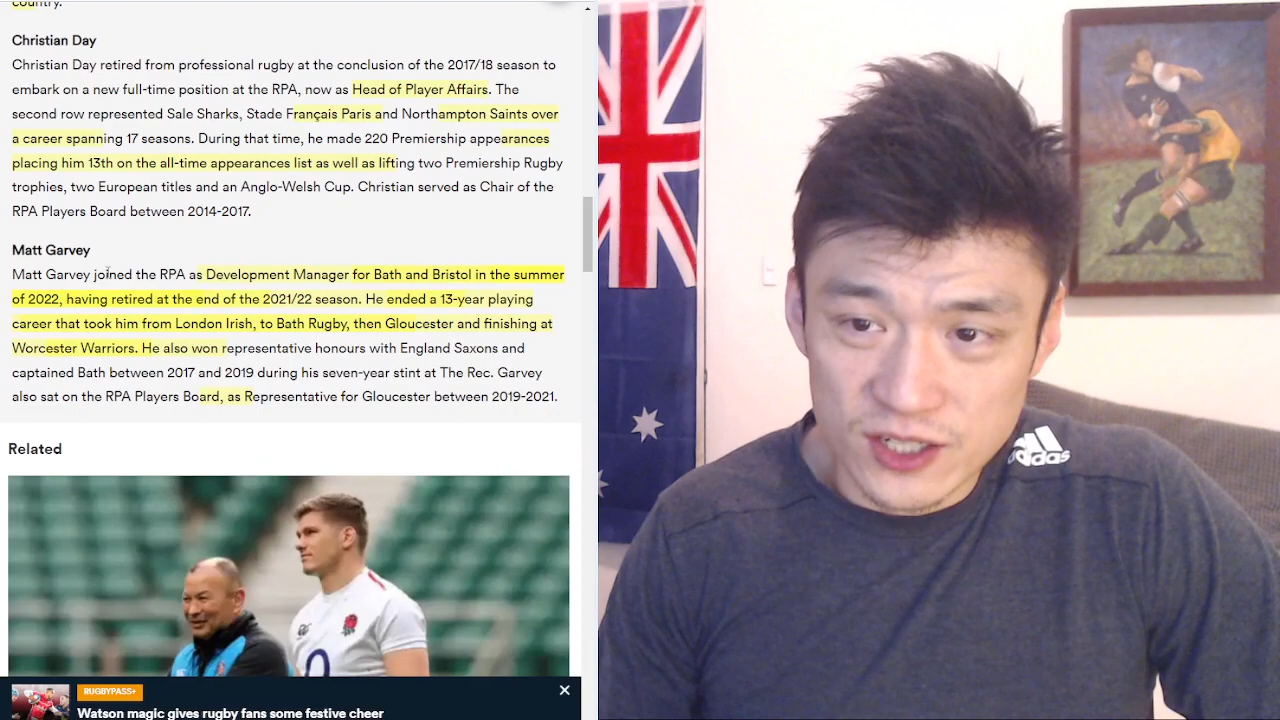 country.
Christian Day
Christian Day retired from professional rugby at the conclusion of the 2017/18 season to
embark on a new full-time position at the RPA, now as Head of Player Affairs. The
second row represented Sale Sharks, Stade Français Paris and Northampton Saints over
a career spanning 17 seasons. During that time, he made 220 Premiership appearances
placing him 13th on the all-time appearances list as well as lifting two Premiership Rugby
trophies, two European titles and an Anglo-Welsh Cup. Christian served as Chair of the
RPA Players Board between 2014-2017.
Matt Garvey
Matt Garvey joined the RPA as Development Manager for Bath and Bristol in the summer
of 2022, having retired at the end of the 2021/22 season. He ended a 13-year playing
career that took him from London Irish, to Bath Rugby, then Gloucester and finishing at
Worcester Warriors. He also won representative honours with England Saxons and
captained Bath between 2017 and 2019 during his seven-year stint at The Rec. Garvey
also sat on the RPA Players Board, as Representative for Gloucester between 2019-2021.
Related
RUGBYPASS+
Watson magic gives rugby fans some festive cheer
adidas